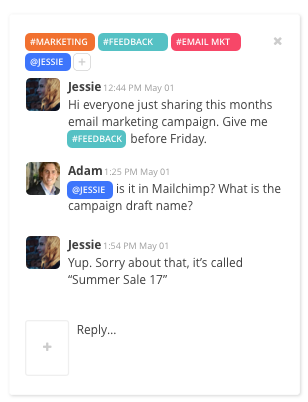 #MARKETING #FEEDBACK #EMAIL MKT ×
@JESSIE +
Jessie 12:44 PM May 01
Hi everyone just sharing this months
email marketing campaign. Give me
#FEEDBACK before Friday.
Adam 1:25 PM May 01
@JESSIE is it in Mailchimp? What is the
campaign draft name?
Jessie 1:54 PM May 01
Yup. Sorry about that, it’s called
“Summer Sale 17”
+ Reply...